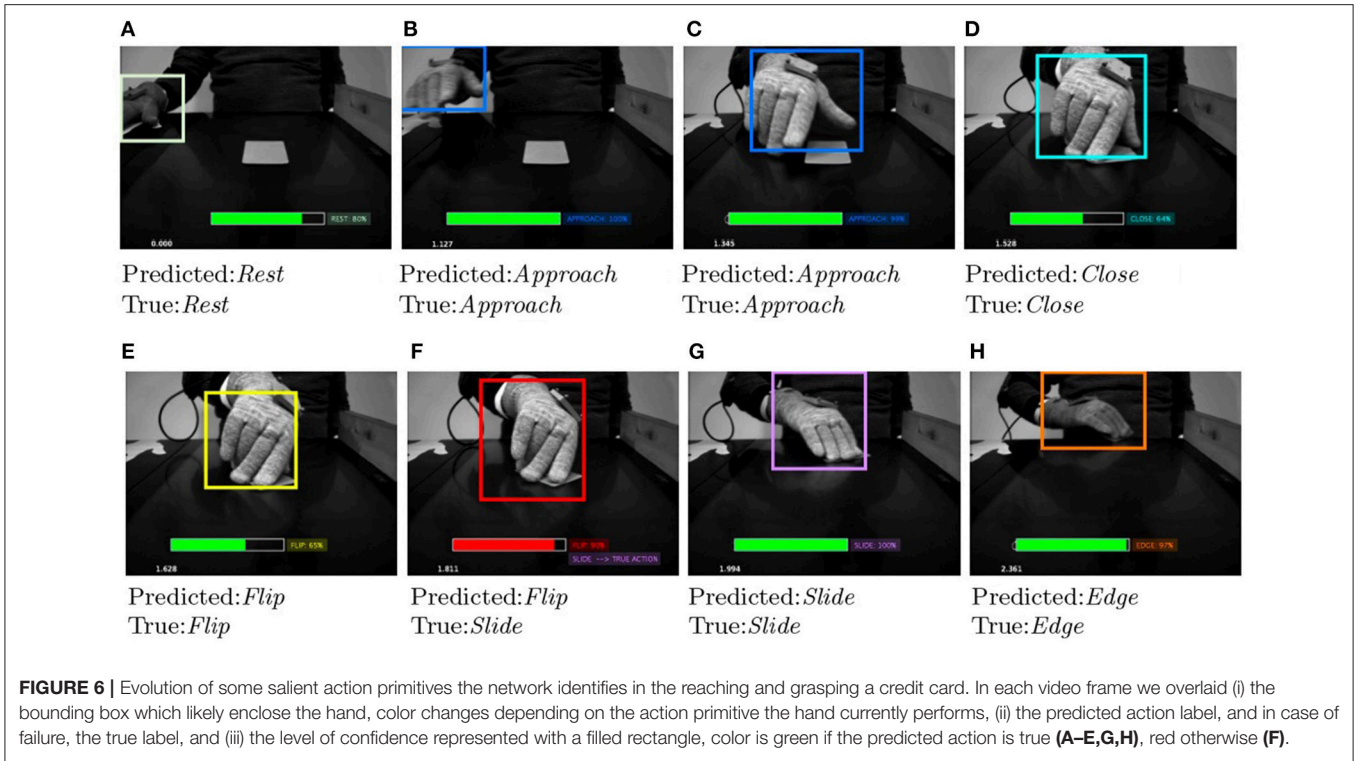 A
B
C
D
REST: 80%
APPROACH: 100%
APPROACH: 99%
CLOSE: 64%
0.000
1.127
1.345
1.528
Predicted:Rest
True:Rest
Predicted:Approach
True:Approach
Predicted:Approach
True:Approach
Predicted:Close
True:Close
E
F
G
H
FLIP: 65%
FLIP: 90%
SLIDE --> TRUE ACTION
SLIDE: 100%
EDGE: 97%
1.628
1.811
1.994
2.361
Predicted:Flip
True:Flip
Predicted:Flip
True:Slide
Predicted:Slide
True:Slide
Predicted:Edge
True:Edge
FIGURE 6 | Evolution of some salient action primitives the network identifies in the reaching and grasping a credit card. In each video frame we overlaid (i) the
bounding box which likely enclose the hand, color changes depending on the action primitive the hand currently performs, (ii) the predicted action label, and in case of
failure, the true label, and (iii) the level of confidence represented with a filled rectangle, color is green if the predicted action is true (A–E,G,H), red otherwise (F).